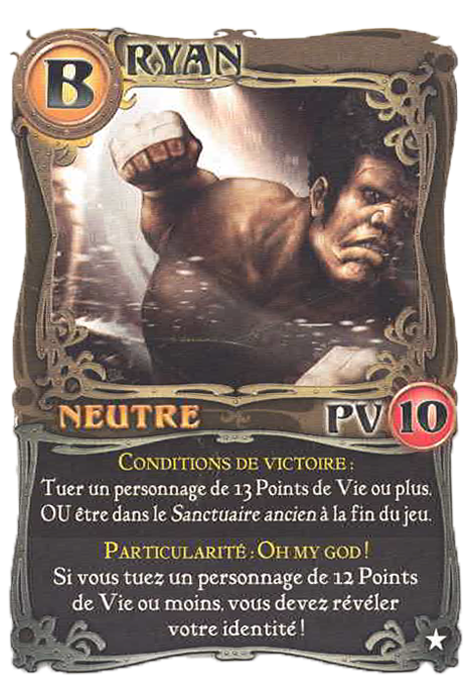 B
RYAN
NEUTRE
PV 10
CONDITIONS DE VICTOIRE :
Tuer un personnage de 13 Points de Vie ou plus,
OU être dans le Sanctuaire ancien à la fin du jeu.
PARTICULARITÉ : OH MY GOD !
Si vous tuez un personnage de 12 Points
de Vie ou moins, vous devez révéler
votre identité !